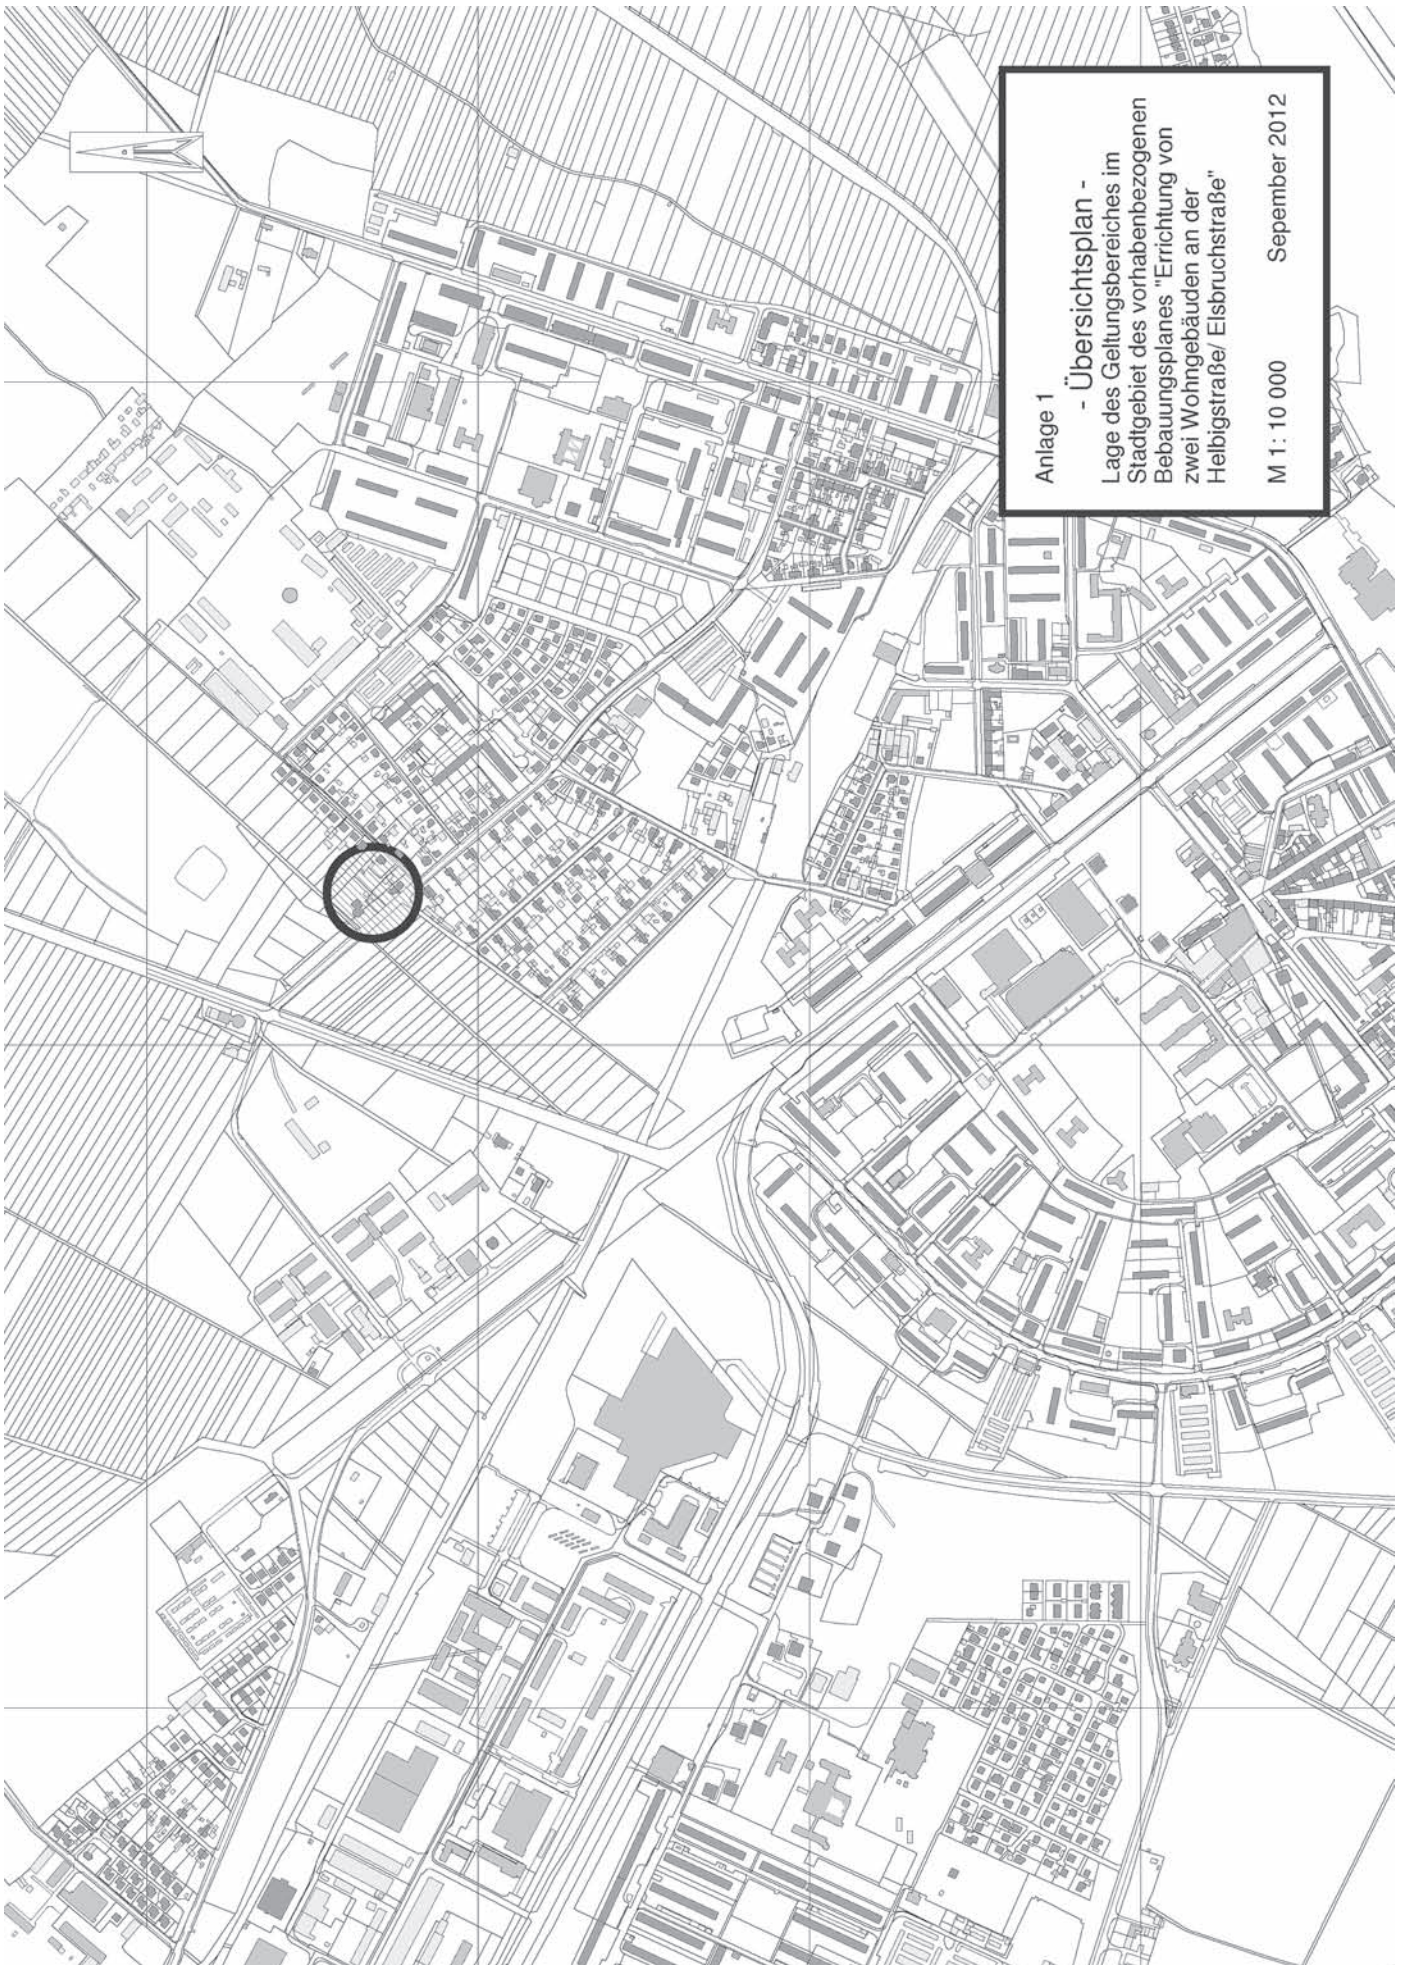 Anlage 1
- Übersichtsplan -
Lage des Geltungsbereiches im
Stadtgebiet des vorhabenbezogenen
Bebauungsplanes "Errichtung von
zwei Wohngebäuden an der
Helbigstraße/ Elsbruchstraße"
M 1 : 10 000 Sepember 2012